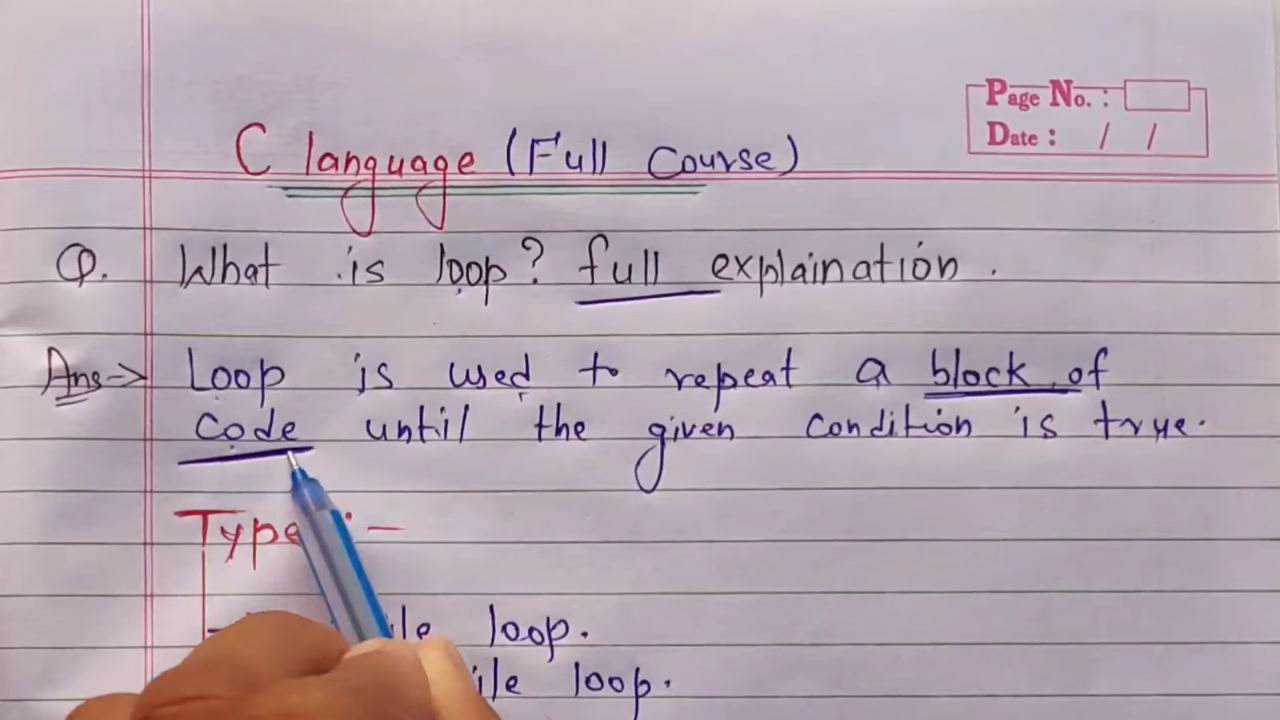 Page No. :
Date : / /
C language (Full Course)
Q. What is loop? full explaination.
Ans-> Loop is used to repeat a block of
code until the given condition is true.
Type :-
loop.
loop.